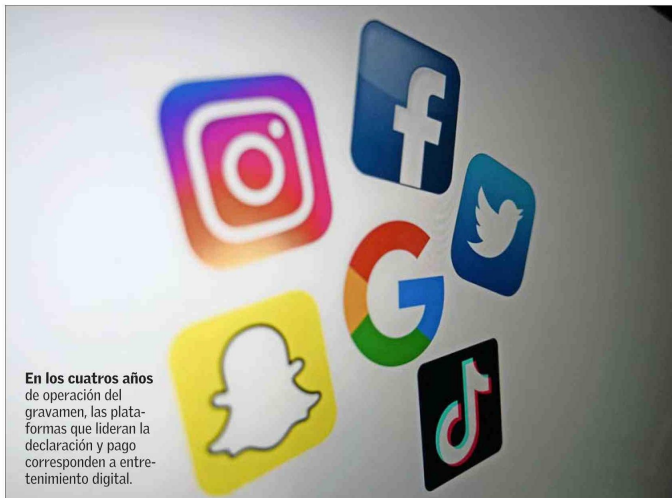 En los cuatros años
de operación del
gravamen, las plata-
formas que lideran la
declaración y pago
corresponden a entre-
tenimiento digital.